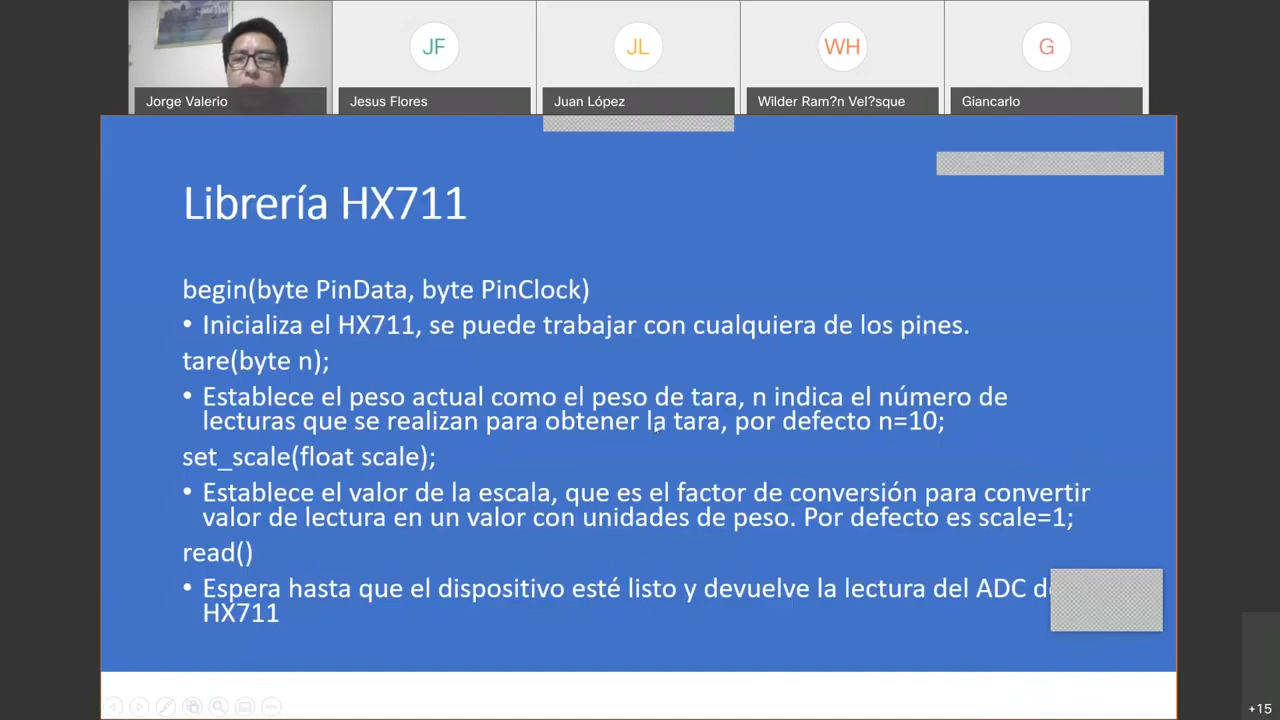 JF
JL
WH
G
Jorge Valerio
Jesus Flores
Juan López
Wilder Ram?n Vel?sque
Giancarlo
Librería HX711
begin(byte PinData, byte PinClock)
• Inicializa el HX711, se puede trabajar con cualquiera de los pines.
tare(byte n);
• Establece el peso actual como el peso de tara, n indica el número de
lecturas que se realizan para obtener la tara, por defecto n=10;
set_scale(float scale);
• Establece el valor de la escala, que es el factor de conversión para convertir
valor de lectura en un valor con unidades de peso. Por defecto es scale=1;
read()
• Espera hasta que el dispositivo esté listo y devuelve la lectura del ADC
HX711
+15